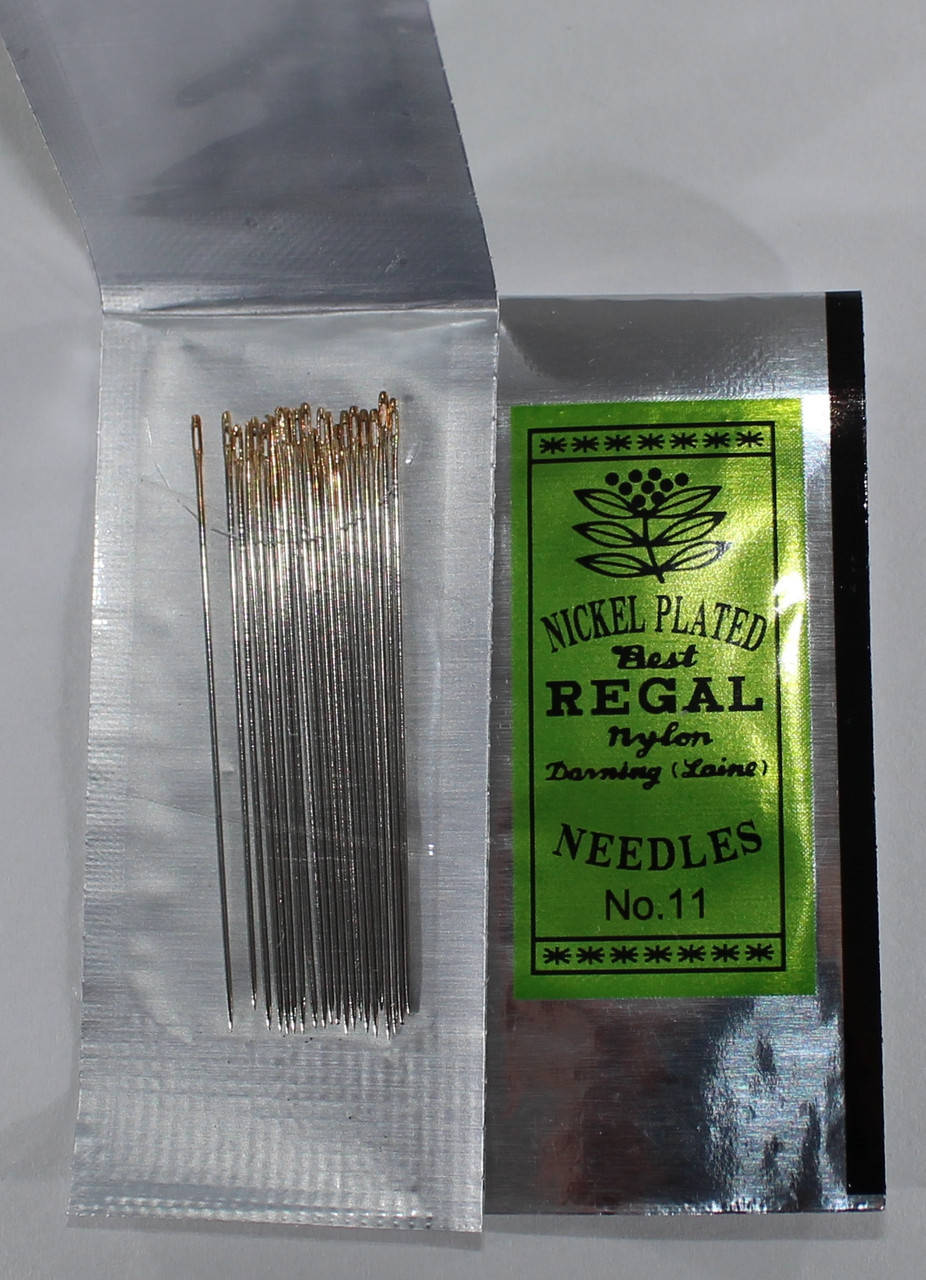 NICKEL PLATED
Best
REGAL
Nylon
Darning (Laine)
NEEDLES
No.11